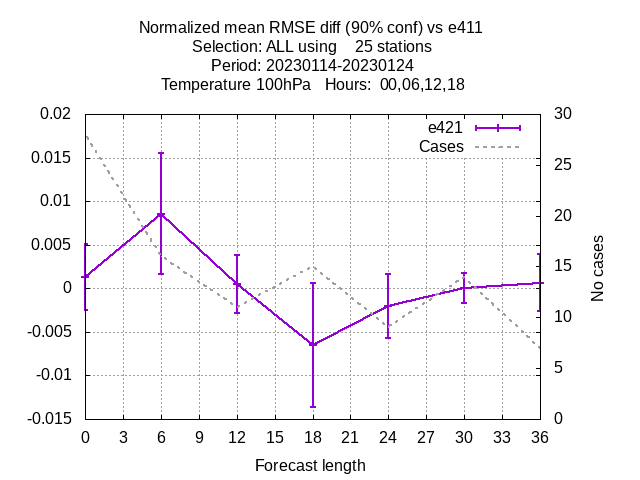 Normalized mean RMSE diff (90% conf) vs e411
Selection: ALL using    25 stations
Period: 20230114-20230124
Temperature 100hPa   Hours:  00,06,12,18
e421
Cases
0.02
0.015
0.01
0.005
0
-0.005
-0.01
-0.015
30
25
20
15
10
5
0
No cases
0 3 6 9 12 15 18 21 24 27 30 33 36
Forecast length